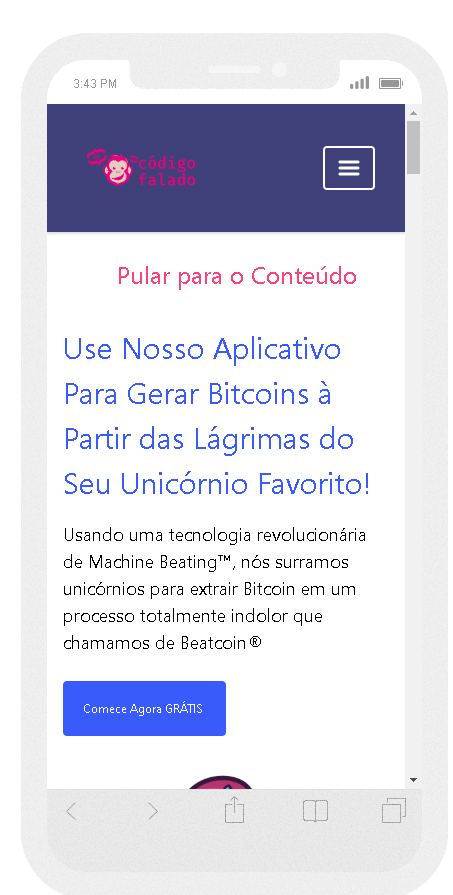 3:43 PM
código
falado
Pular para o Conteúdo
Use Nosso Aplicativo
Para Gerar Bitcoins à
Partir das Lágrimas do
Seu Unicórnio Favorito!
Usando uma tecnologia revolucionária
de Machine Beating™, nós surramos
unicórnios para extrair Bitcoin em um
processo totalmente indolor que
chamamos de Beatcoin®
Comece Agora GRÁTIS